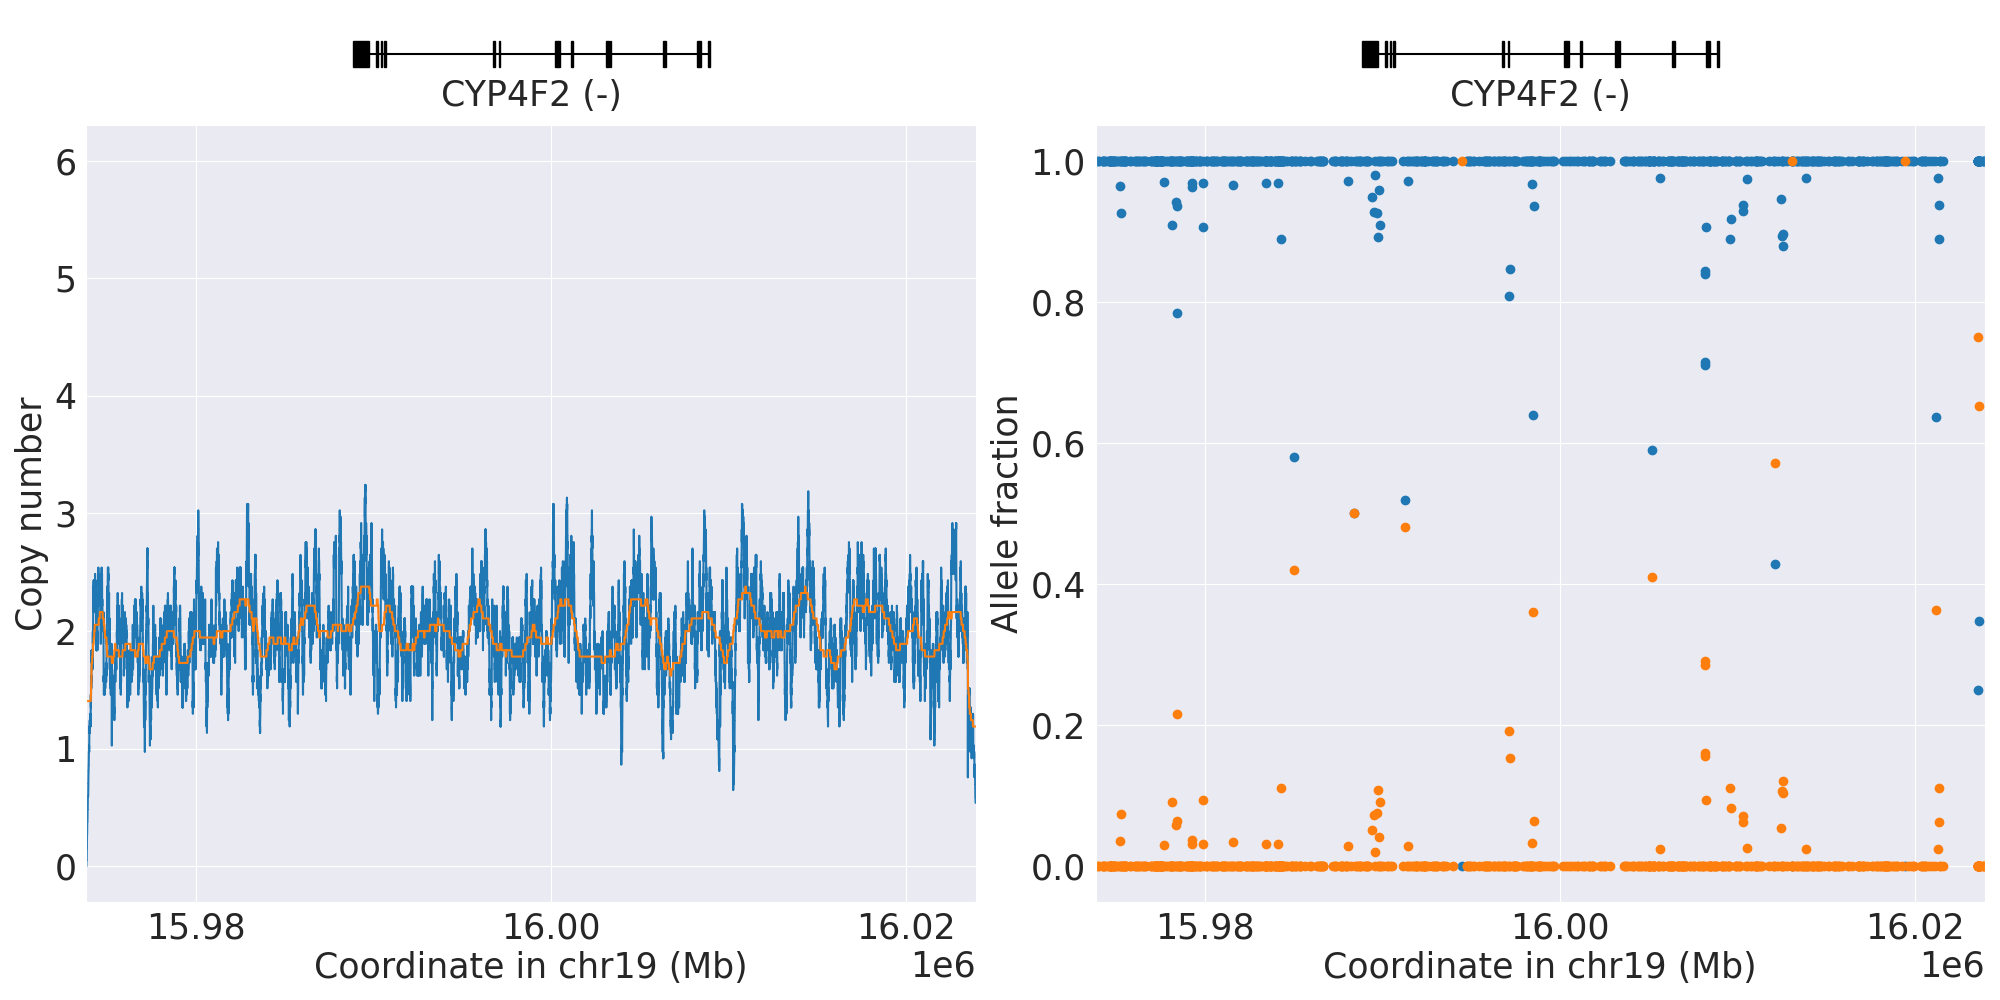 CYP4F2 (-)
6
5
4
3
2
1
0
Copy number
15.98
16.00
16.02
Coordinate in chr19 (Mb)
1e6
CYP4F2 (-)
1.0
0.8
0.6
0.4
0.2
0.0
Allele fraction
15.98
16.00
16.02
Coordinate in chr19 (Mb)
1e6